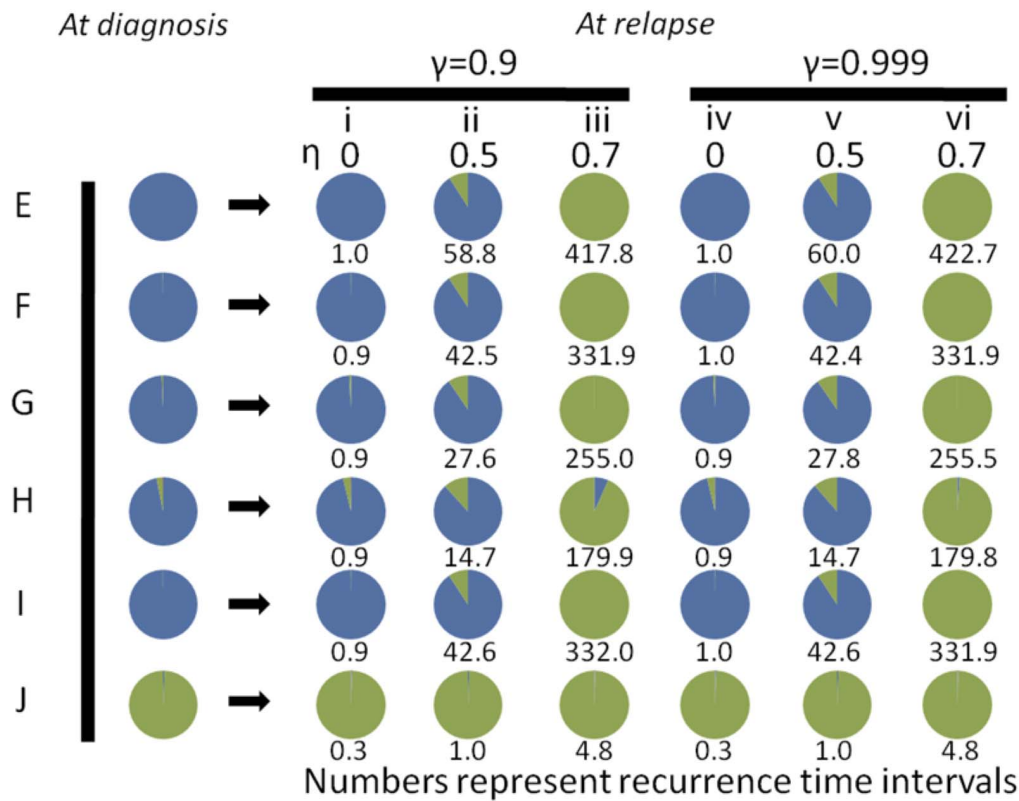 At diagnosis At relapse
γ=0.9 γ=0.999
i ii iii iv v vi
η 0 0.5 0.7 0 0.5 0.7
E
1.0 58.8 417.8 1.0 60.0 422.7
F
0.9 42.5 331.9 1.0 42.4 331.9
G
0.9 27.6 255.0 0.9 27.8 255.5
H
0.9 14.7 179.9 0.9 14.7 179.8
I
0.9 42.6 332.0 1.0 42.6 331.9
J
0.3 1.0 4.8 0.3 1.0 4.8
Numbers represent recurrence time intervals